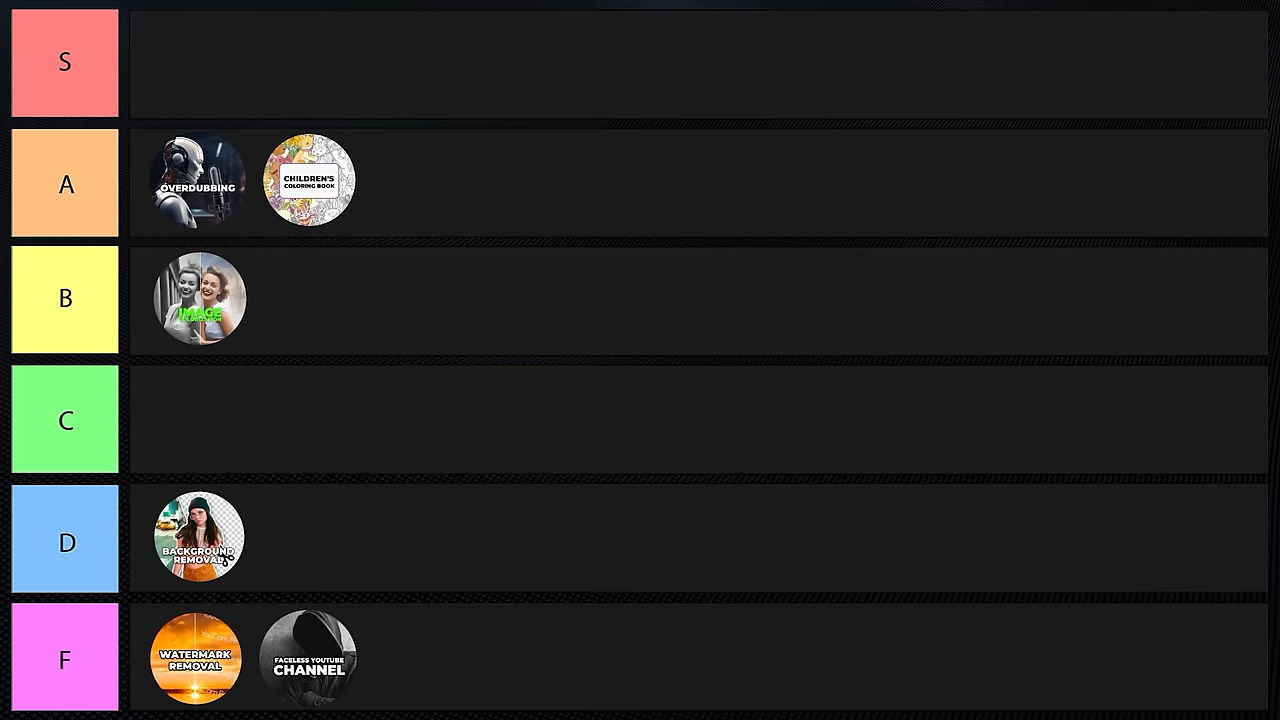 S
A
OVERDUBBING
CHILDREN'S
COLORING BOOK
B
IMAGE
C
D
BACKGROUND
REMOVAL
F
WATERMARK
REMOVAL
FACELESS YOUTUBE
CHANNEL